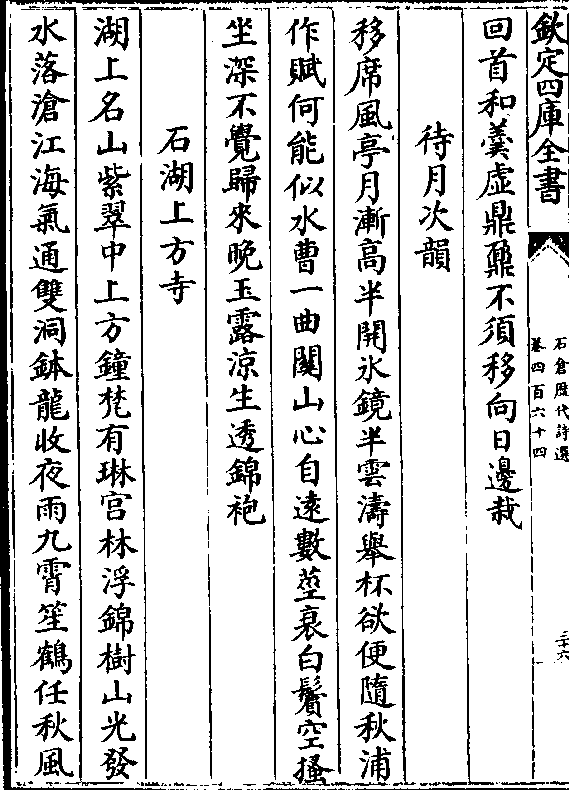 欽定四庫全書
石倉歷代詩選
卷四百六十四
二十六
回首和羮虚鼎鼐不須移向日邊栽
待月次韻
移席風亭月漸高半開氷鏡半雲濤舉杯欲便隨秋浦
作賦何能似水曹一曲闗山心自遠數莖衰白鬢空搔
坐深不覺歸來晚玉露凉生透錦袍
石湖上方寺
湖上名山紫翠中上方鐘梵有琳宫林浮錦樹山光發
水落滄江海氣通雙洞鉢龍收夜雨九霄笙鶴任秋風